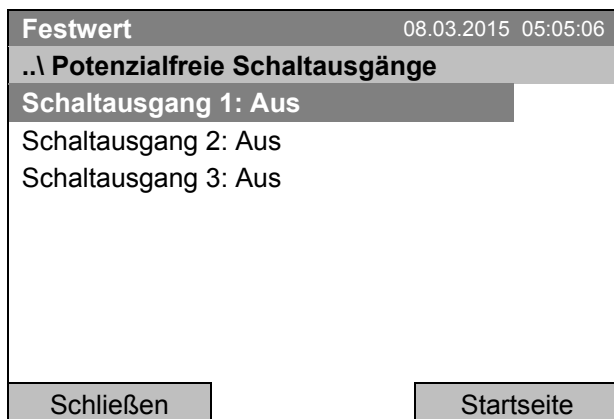 Festwert 08.03.2015 05:05:06
..\ Potenzialfreie Schaltausgänge
Schaltausgang 1: Aus
Schaltausgang 2: Aus
Schaltausgang 3: Aus
Schließen Startseite